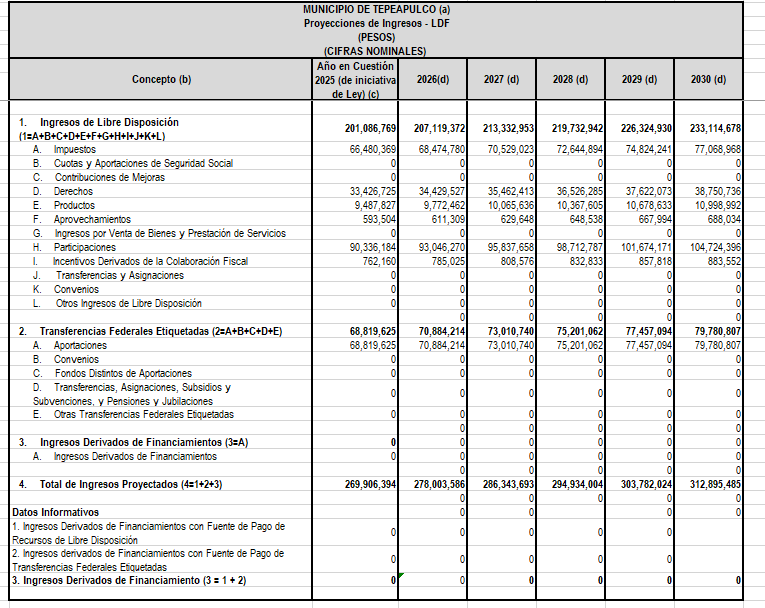 MUNICIPIO DE TEPEAPULCO (a)
Proyecciones de Ingresos - LDF
(PESOS)
(CIFRAS NOMINALES)
Concepto (b) Año en Cuestión 2025 (de iniciativa de Ley) (c) 2026(d) 2027 (d) 2028 (d) 2029 (d) 2030 (d)
1. Ingresos de Libre Disposición
(1=A+B+C+D+E+F+G+H+I+J+K+L) 201,086,769 207,119,372 213,332,953 219,732,942 226,324,930 233,114,678
A. Impuestos 66,480,369 68,474,780 70,529,023 72,644,894 74,824,241 77,068,968
B. Cuotas y Aportaciones de Seguridad Social 0 0 0 0 0 0
C. Contribuciones de Mejoras 0 0 0 0 0 0
D. Derechos 33,426,725 34,429,527 35,462,413 36,526,285 37,622,073 38,750,736
E. Productos 9,487,827 9,772,462 10,065,636 10,367,605 10,678,633 10,998,992
F. Aprovechamientos 593,504 611,309 629,648 648,538 667,994 688,034
G. Ingresos por Venta de Bienes y Prestación de Servicios 0 0 0 0 0 0
H. Participaciones 90,336,184 93,046,270 95,837,658 98,712,787 101,674,171 104,724,396
I. Incentivos Derivados de la Colaboración Fiscal 762,160 785,025 808,576 832,833 857,818 883,552
J. Transferencias y Asignaciones 0 0 0 0 0 0
K. Convenios 0 0 0 0 0 0
L. Otros Ingresos de Libre Disposición 0 0 0 0 0 0
0 0 0 0 0
2. Transferencias Federales Etiquetadas (2=A+B+C+D+E) 68,819,625 70,884,214 73,010,740 75,201,062 77,457,094 79,780,807
A. Aportaciones 68,819,625 70,884,214 73,010,740 75,201,062 77,457,094 79,780,807
B. Convenios 0 0 0 0 0 0
C. Fondos Distintos de Aportaciones 0 0 0 0 0 0
D. Transferencias, Asignaciones, Subsidios y
Subvenciones, y Pensiones y Jubilaciones 0 0 0 0 0 0
E. Otras Transferencias Federales Etiquetadas 0 0 0 0 0 0
0 0 0 0 0
3. Ingresos Derivados de Financiamientos (3=A) 0 0 0 0 0 0
A. Ingresos Derivados de Financiamientos 0 0 0 0 0 0
0 0 0 0 0
4. Total de Ingresos Proyectados (4=1+2+3) 269,906,394 278,003,586 286,343,693 294,934,004 303,782,024 312,895,485
0 0 0 0 0
Datos Informativos 0 0 0 0 0
1. Ingresos Derivados de Financiamientos con Fuente de Pago de
Recursos de Libre Disposición 0 0 0 0 0 0
2. Ingresos derivados de Financiamientos con Fuente de Pago de
Transferencias Federales Etiquetadas 0 0 0 0 0 0
3. Ingresos Derivados de Financiamiento (3 = 1 + 2) 0 0 0 0 0 0